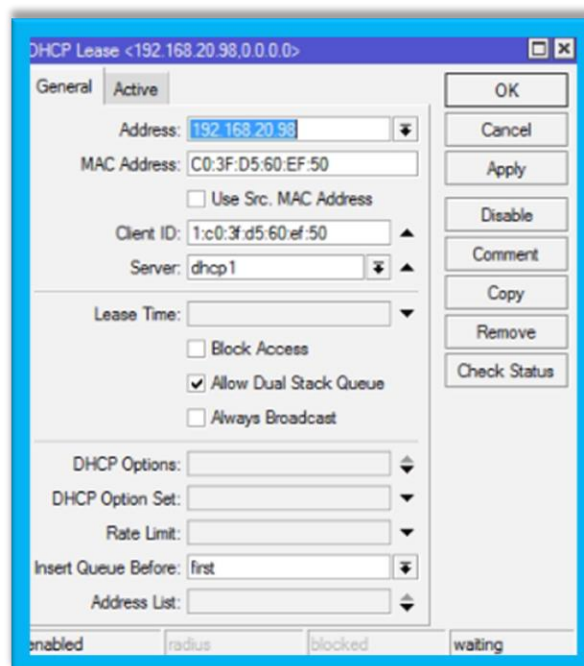 DHCP Lease <192.168.20.98,0.0.0.0>
General Active
Address: 192.168.20.98
MAC Address: C0:3F:D5:60:EF:50
Use Src. MAC Address
Client ID: 1:c0:3f:d5:60:ef:50
Server: dhcp1
Lease Time:
Block Access
Allow Dual Stack Queue
Always Broadcast
DHCP Options:
DHCP Option Set:
Rate Limit:
Insert Queue Before: first
Address List:
OK
Cancel
Apply
Disable
Comment
Copy
Remove
Check Status
enabled radius blocked waiting